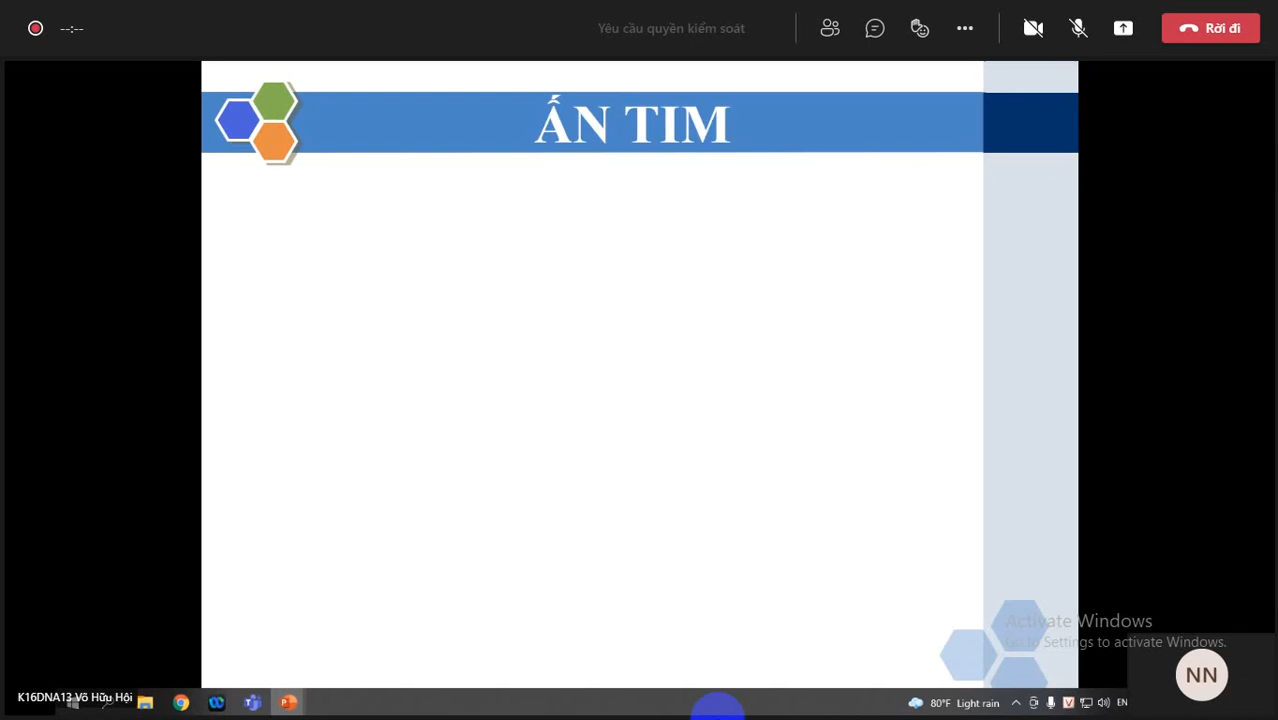 --:--
Yêu cầu quyền kiểm soát
Rời đi
ẤN TIM
Activate Windows
Go to Settings to activate Windows.
NN
K16DNA13 Võ Hữu Hội
80°F Light rain
V
EN